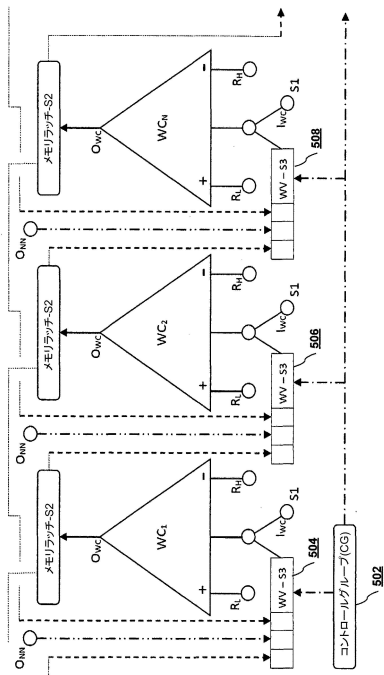 メモリラッチ-S2
メモリラッチ-S2
メモリラッチ-S2
O_NN
O_WC
O_NN
O_WC
O_NN
O_WC
WC_1
WC_2
WC_N
+
-
+
-
+
-
R_L
R_H
R_L
R_H
R_L
R_H
I_WC
S1
I_WC
S1
I_WC
S1
WV-S3
504
WV-S3
506
WV-S3
508
コントロールグループ(CG)
502